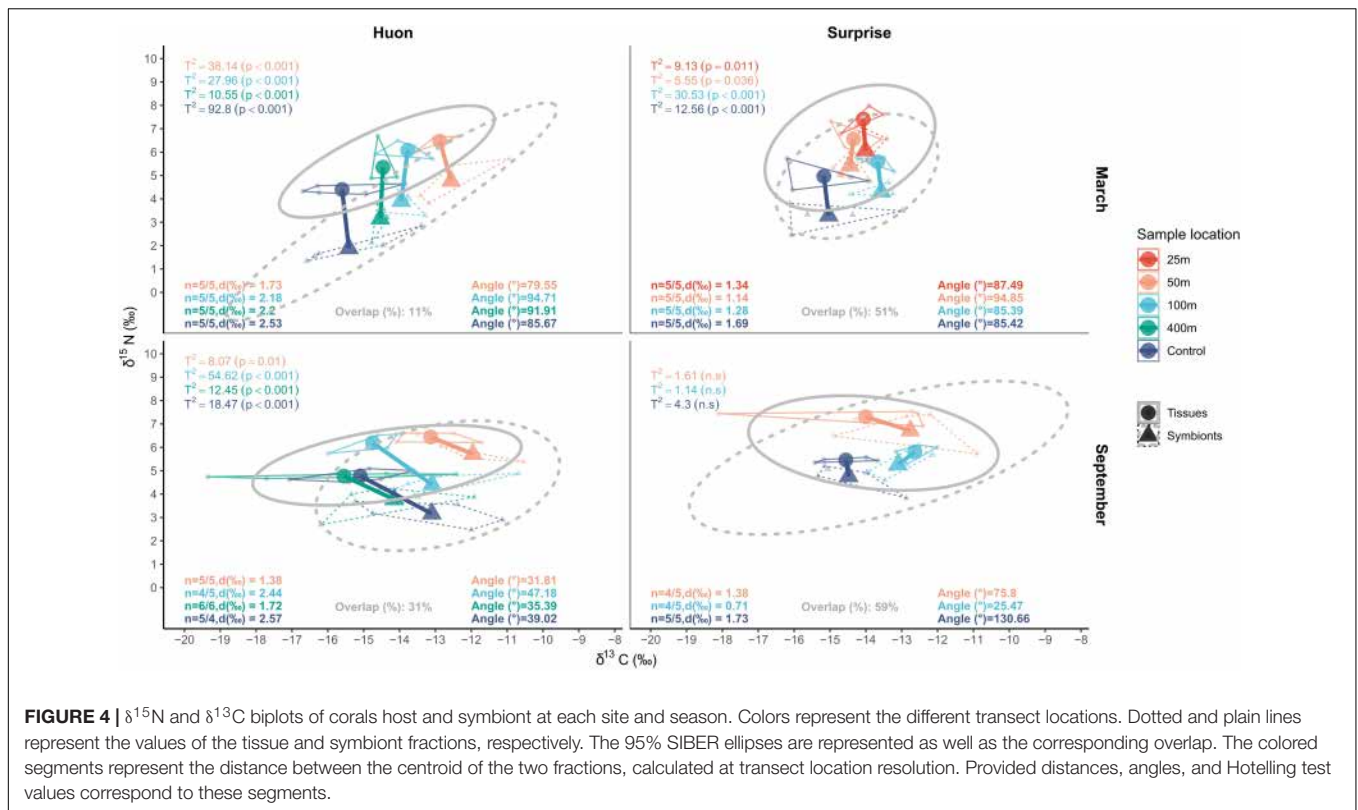 Huon
Surprise
10
9
8
7
6
5
4
3
2
1
0
T² = 38.14 (p < 0.001)
T² = 27.96 (p < 0.001)
T² = 10.55 (p < 0.001)
T² = 92.8 (p < 0.001)
n=5/5,d(‰) = 1.73
n=5/5,d(‰) = 2.18
n=5/5,d(‰) = 2.2
n=5/5,d(‰) = 2.53
Overlap (%): 11%
Angle (°)=79.55
Angle (°)=94.71
Angle (°)=91.91
Angle (°)=85.67
T² = 9.13 (p = 0.011)
T² = 5.55 (p = 0.036)
T² = 30.53 (p < 0.001)
T² = 12.56 (p < 0.001)
n=5/5,d(‰) = 1.34
n=5/5,d(‰) = 1.14
n=5/5,d(‰) = 1.28
n=5/5,d(‰) = 1.69
Overlap (%): 51%
Angle (°)=87.49
Angle (°)=94.85
Angle (°)=85.39
Angle (°)=85.42
March
δ¹⁵N (‰)
10
9
8
7
6
5
4
3
2
1
0
T² = 8.07 (p = 0.01)
T² = 54.62 (p < 0.001)
T² = 12.45 (p < 0.001)
T² = 18.47 (p < 0.001)
n=5/5,d(‰) = 1.38
n=4/5,d(‰) = 2.44
n=6/6,d(‰) = 1.72
n=5/4,d(‰) = 2.57
Overlap (%): 31%
Angle (°)=31.81
Angle (°)=47.18
Angle (°)=35.39
Angle (°)=39.02
T² = 1.61 (n.s)
T² = 1.14 (n.s)
T² = 4.3 (n.s)
n=4/5,d(‰) = 1.38
n=4/5,d(‰) = 0.71
n=5/5,d(‰) = 1.73
Overlap (%): 59%
Angle (°)=75.8
Angle (°)=25.47
Angle (°)=130.66
September
−20 −19 −18 −17 −16 −15 −14 −13 −12 −11 −10 −9 −8
−20 −19 −18 −17 −16 −15 −14 −13 −12 −11 −10 −9 −8
δ¹³C (‰)
Sample location
25m
50m
100m
400m
Control
Tissues
Symbionts
FIGURE 4 | δ¹⁵N and δ¹³C biplots of corals host and symbiont at each site and season. Colors represent the different transect locations. Dotted and plain lines
represent the values of the tissue and symbiont fractions, respectively. The 95% SIBER ellipses are represented as well as the corresponding overlap. The colored
segments represent the distance between the centroid of the two fractions, calculated at transect location resolution. Provided distances, angles, and Hotelling test
values correspond to these segments.